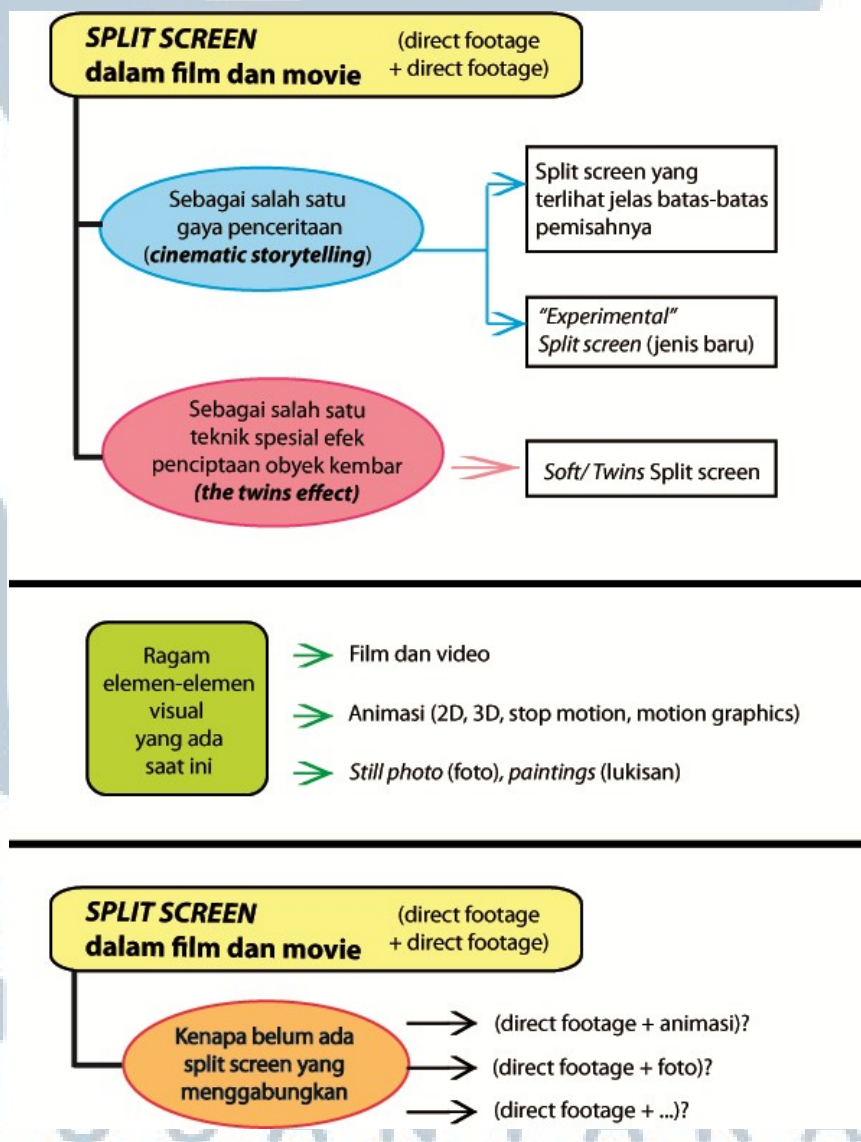 SPLIT SCREEN
dalam film dan movie
(direct footage
+ direct footage)
Sebagai salah satu
gaya penceritaan
(cinematic storytelling)
Split screen yang
terlihat jelas batas-batas
pemisahnya
"Experimental"
Split screen (jenis baru)
Sebagai salah satu
teknik spesial efek
penciptaan obyek kembar
(the twins effect)
Soft/ Twins Split screen
Ragam
elemen-elemen
visual
yang ada
saat ini
Film dan video
Animasi (2D, 3D, stop motion, motion graphics)
Still photo (foto), paintings (lukisan)
SPLIT SCREEN
dalam film dan movie
(direct footage
+ direct footage)
Kenapa belum ada
split screen yang
menggabungkan
(direct footage + animasi)?
(direct footage + foto)?
(direct footage + ...)?